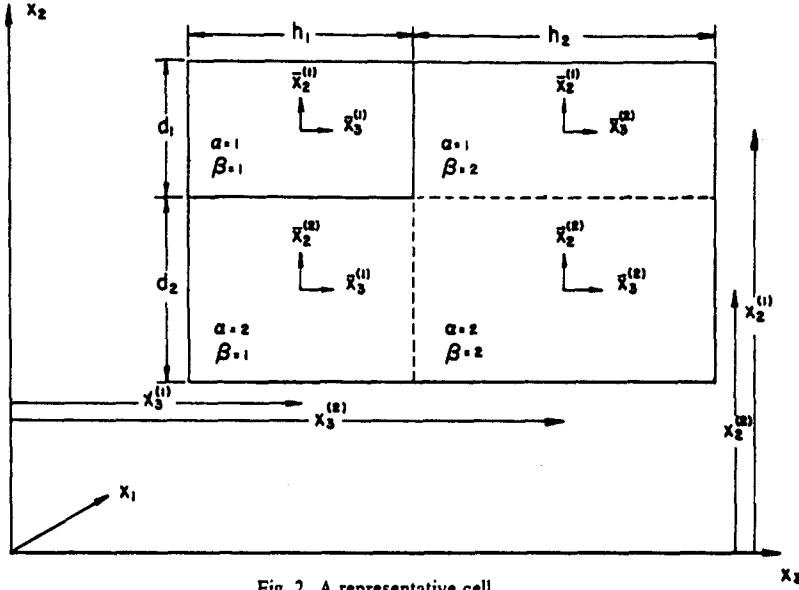 x₂
h₁ h₂
d₁
x̄₂⁽¹⁾
x̄₃⁽¹⁾
α=1
β=1
x̄₂⁽¹⁾
x̄₃⁽²⁾
α=1
β=2
d₂
x̄₂⁽²⁾
x̄₃⁽¹⁾
α=2
β=1
x̄₂⁽²⁾
x̄₃⁽²⁾
α=2
β=2
x₂⁽¹⁾
x₂⁽²⁾
x₃⁽¹⁾
x₃⁽²⁾
x₁
x₃
Fig. 2. A representative cell